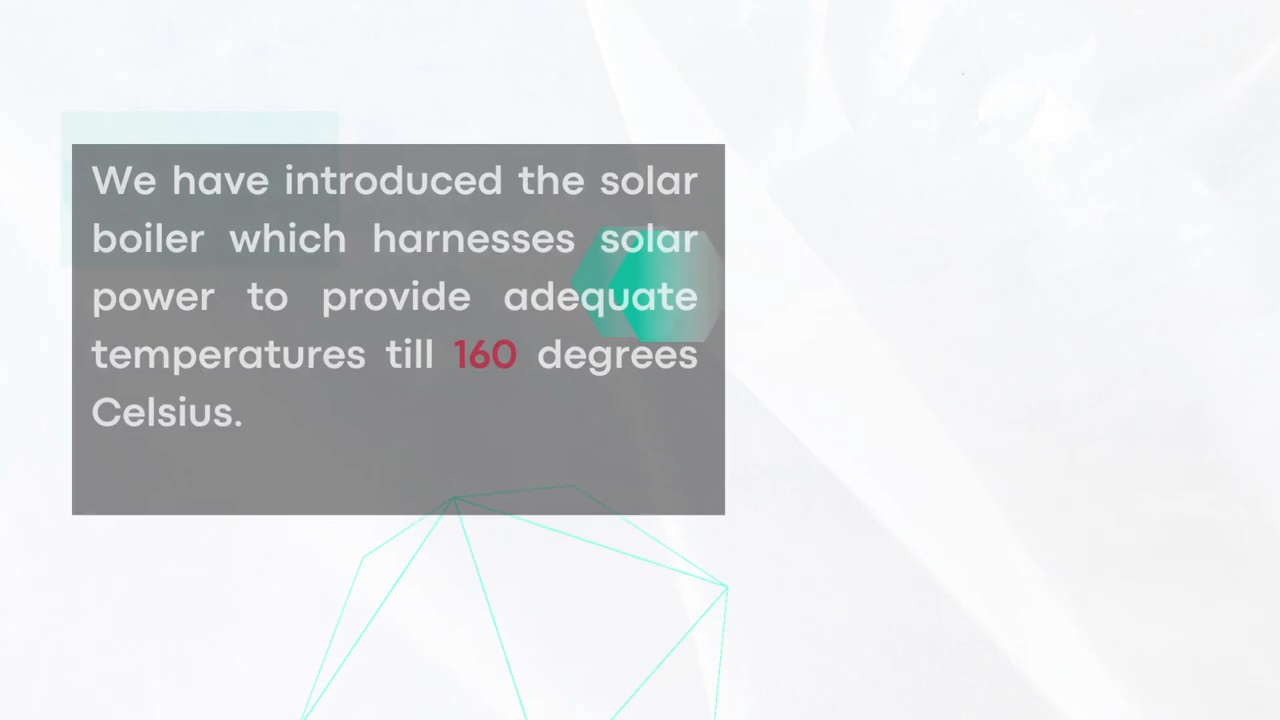 We have introduced the solar
boiler which harnesses solar
power to provide adequate
temperatures till 160 degrees
Celsius.